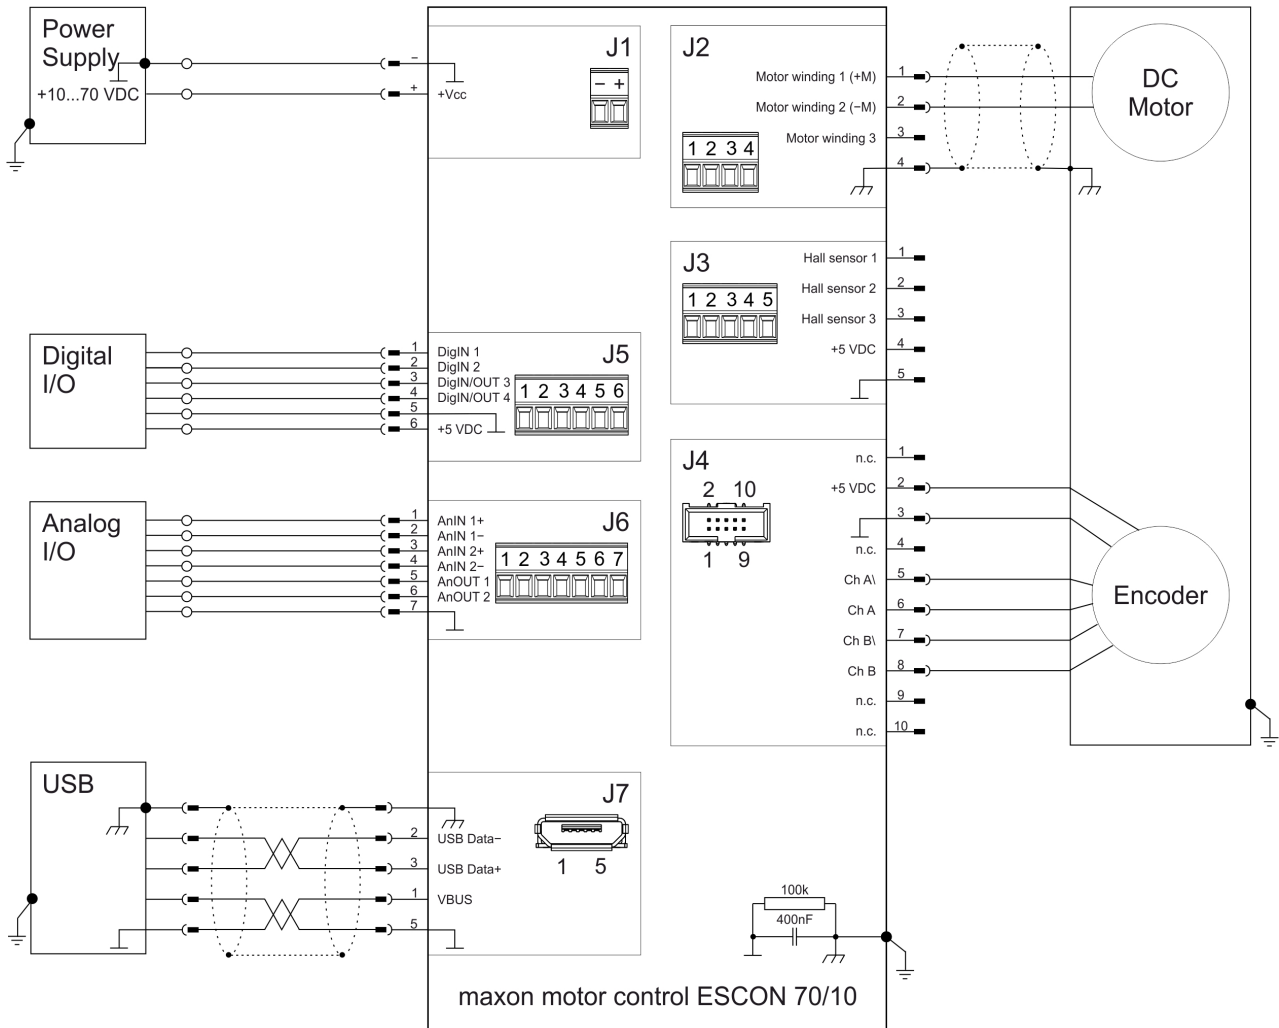 Power
Supply
+10...70 VDC
−
+
+Vcc
J1
− +
J2
Motor winding 1 (+M)
1
Motor winding 2 (−M)
2
Motor winding 3
3
4
1 2 3 4
DC
Motor
J3
1 2 3 4 5
Hall sensor 1
1
Hall sensor 2
2
Hall sensor 3
3
+5 VDC
4
5
Digital
I/O
1
DigIN 1
2
DigIN 2
3
DigIN/OUT 3
4
DigIN/OUT 4
5
6
+5 VDC
J5
1 2 3 4 5 6
J4
2 10
1 9
n.c.
1
+5 VDC
2
3
n.c.
4
Ch A\
5
Ch A
6
Ch B\
7
Ch B
8
n.c.
9
n.c.
10
Encoder
Analog
I/O
1
AnIN 1+
2
AnIN 1−
3
AnIN 2+
4
AnIN 2−
5
AnOUT 1
6
AnOUT 2
7
J6
1 2 3 4 5 6 7
USB
2
USB Data−
3
USB Data+
1
VBUS
5
J7
1 5
100k
400nF
maxon motor control ESCON 70/10